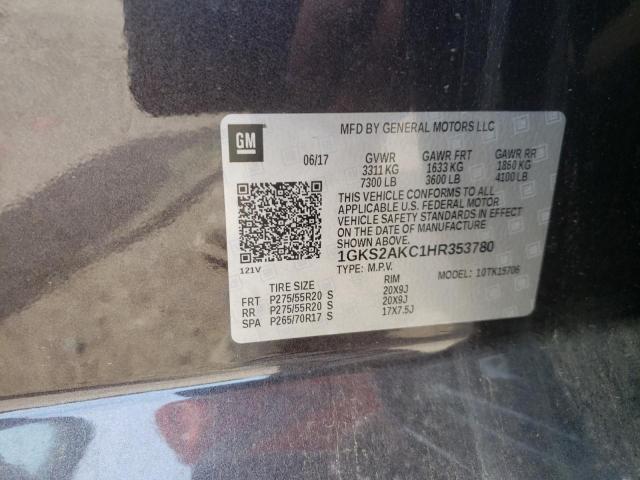 GM
MFD BY GENERAL MOTORS LLC
06/17 GVWR GAWR FRT GAWR RR
3311 KG 1633 KG 1860 KG
7300 LB 3600 LB 4100 LB
THIS VEHICLE CONFORMS TO ALL
APPLICABLE U.S. FEDERAL MOTOR
VEHICLE SAFETY STANDARDS IN EFFECT
ON THE DATE OF MANUFACTURE
SHOWN ABOVE.
1GKS2AKC1HR353780
121V
TYPE: M.P.V. MODEL: 10TK15706
TIRE SIZE RIM
FRT P275/55R20 S 20X9J
RR P275/55R20 S 20X9J
SPA P265/70R17 S 17X7.5J